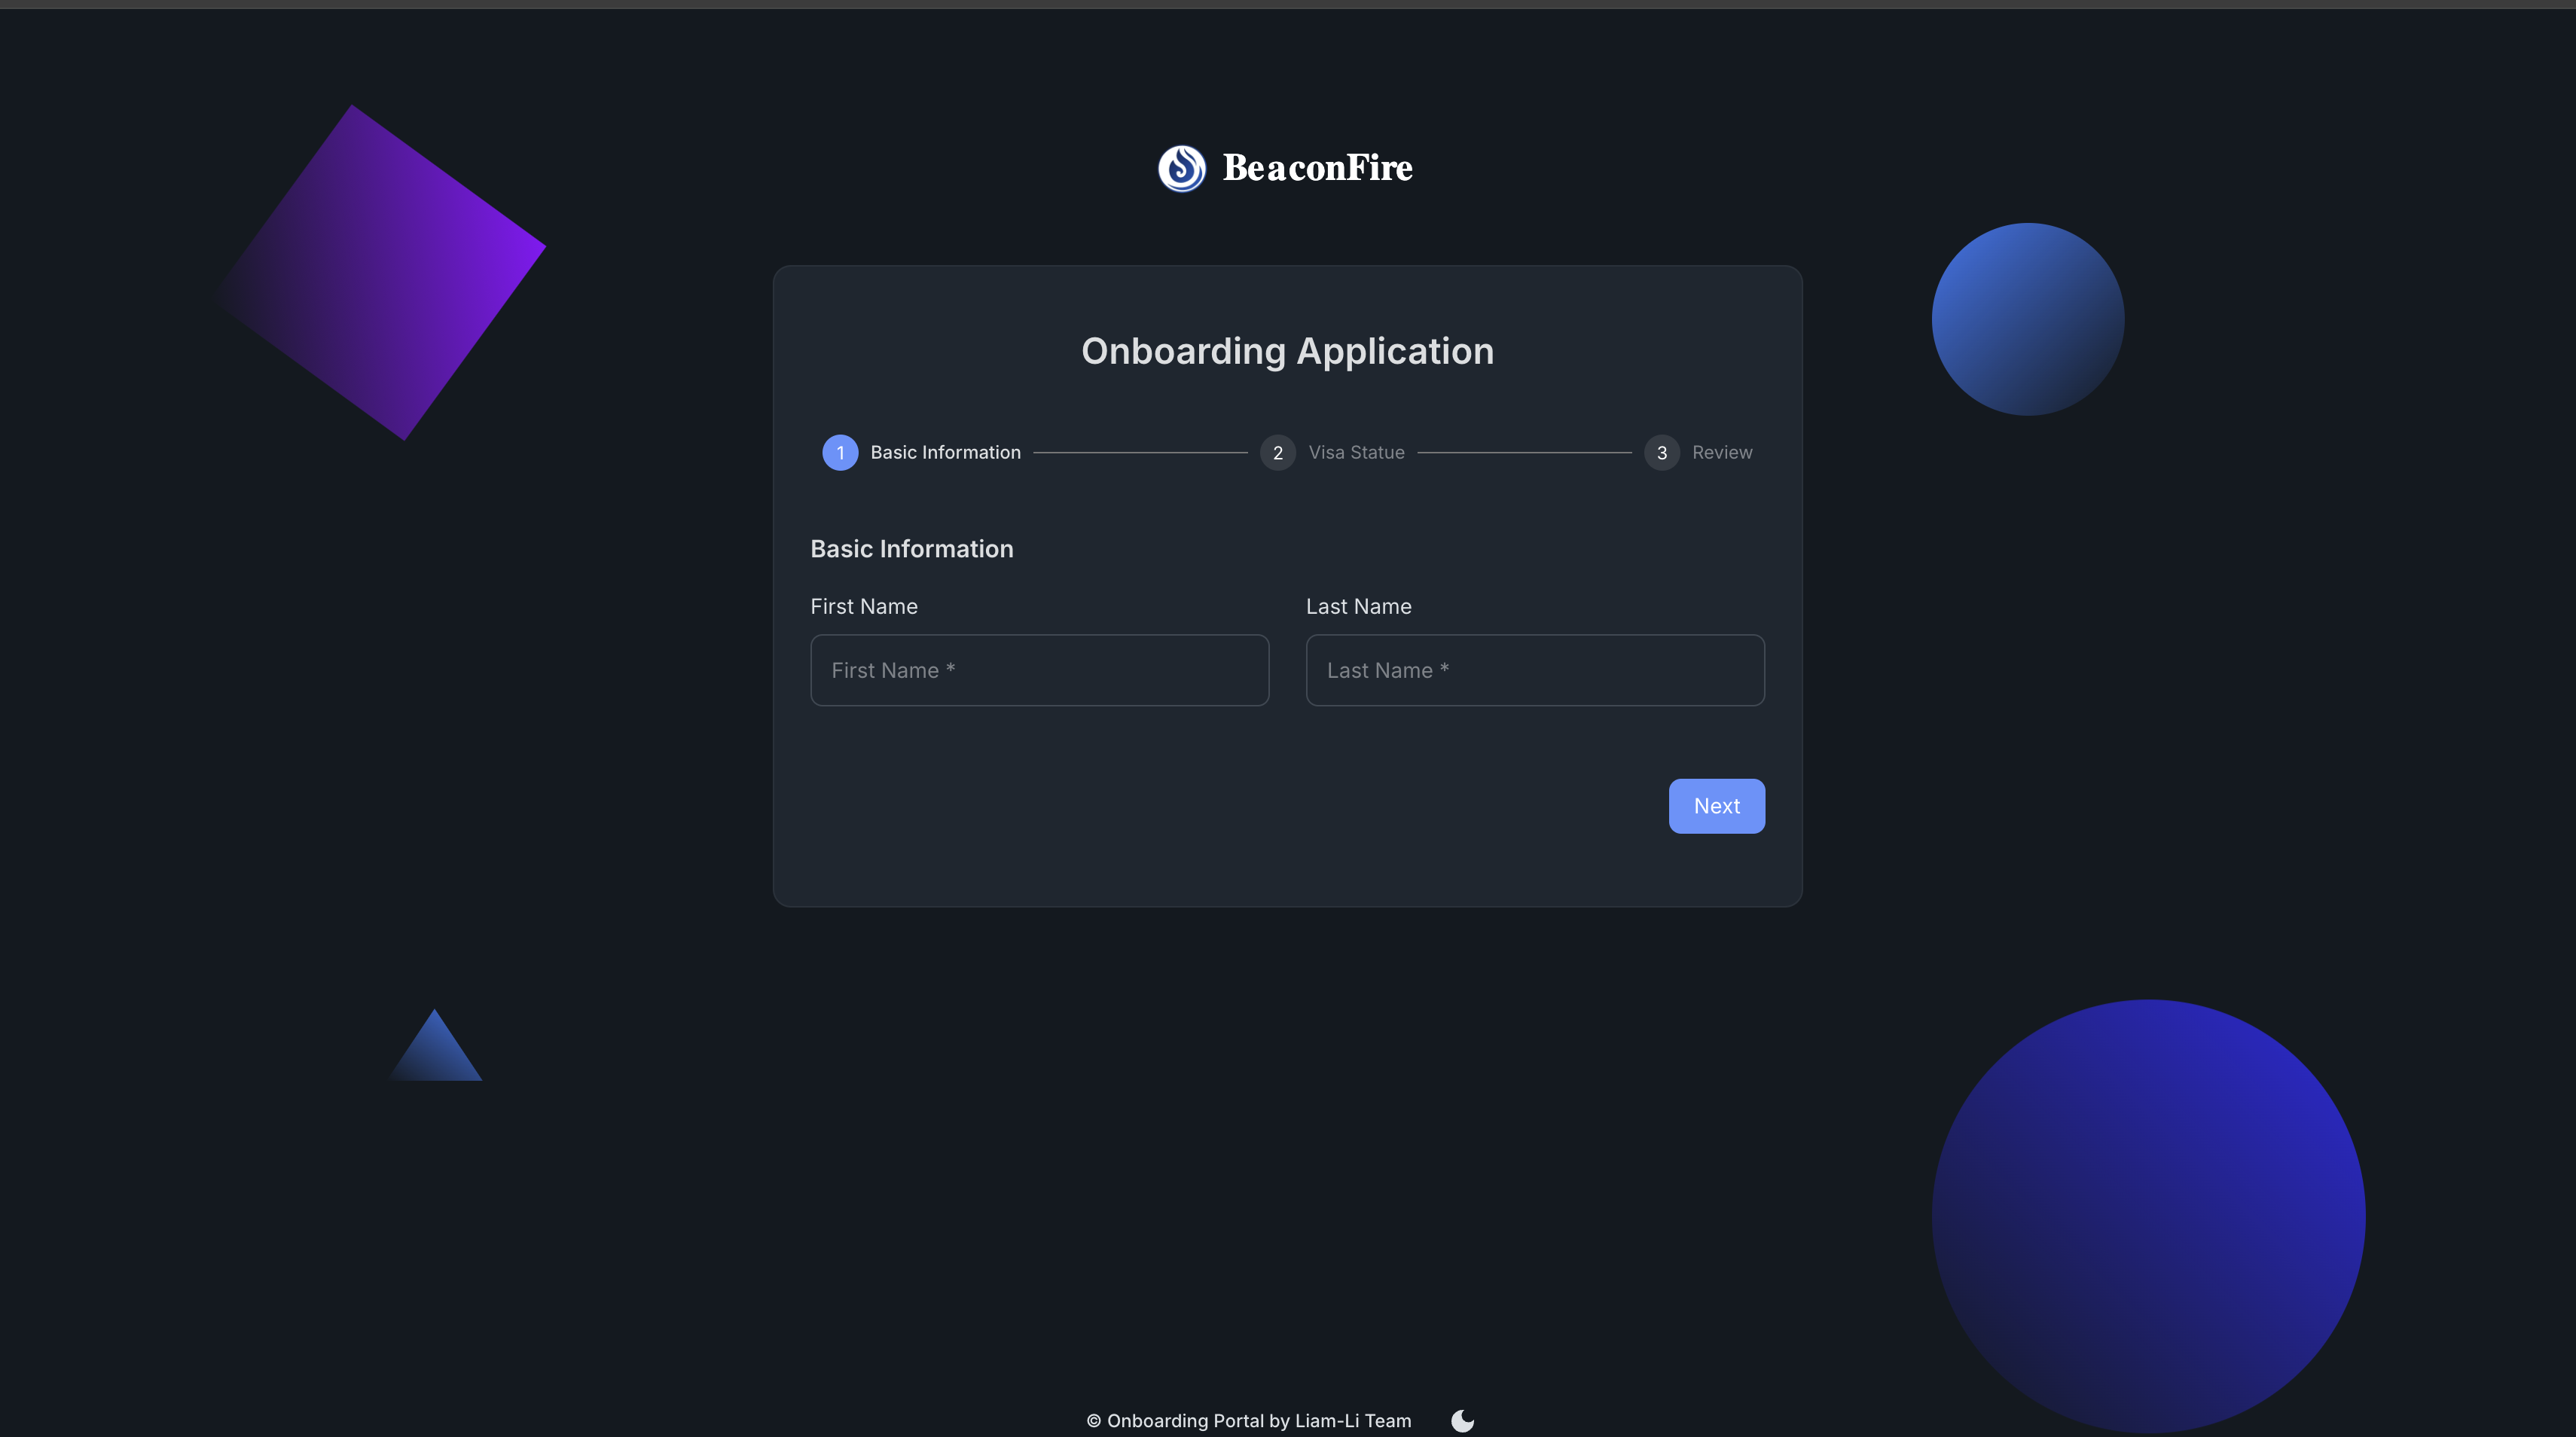 BeaconFire
Onboarding Application
1 Basic Information 2 Visa Statue 3 Review
Basic Information
First Name Last Name
First Name * Last Name *
Next
© Onboarding Portal by Liam-Li Team